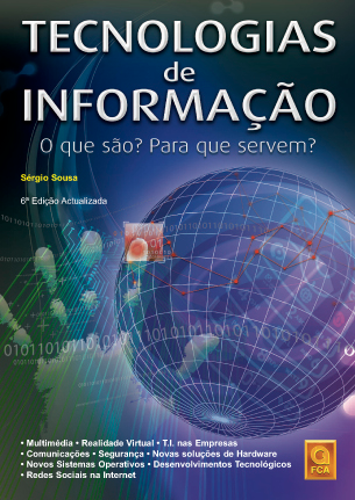 TECNOLOGIAS
de
INFORMAÇÃO
O que são? Para que servem?
Sérgio Sousa
6ª Edição Actualizada
• Multimédia • Realidade Virtual • T.I. nas Empresas
• Comunicações • Segurança • Novas soluções de Hardware
• Novos Sistemas Operativos • Desenvolvimentos Tecnológicos
• Redes Sociais na Internet
FCA